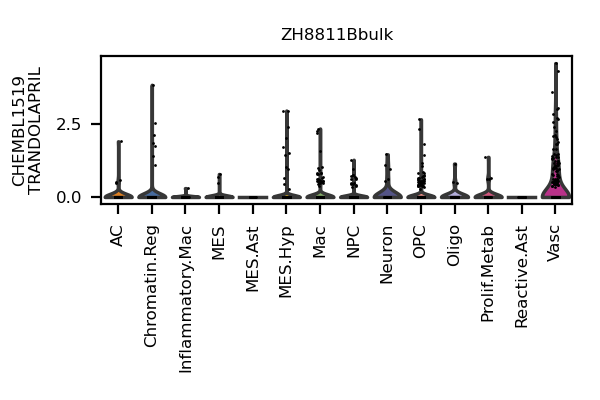 ZH8811Bbulk
CHEMBL1519
TRANDOLAPRIL
2.5
0.0
AC
Chromatin.Reg
Inflammatory.Mac
MES
MES.Ast
MES.Hyp
Mac
NPC
Neuron
OPC
Oligo
Prolif.Metab
Reactive.Ast
Vasc